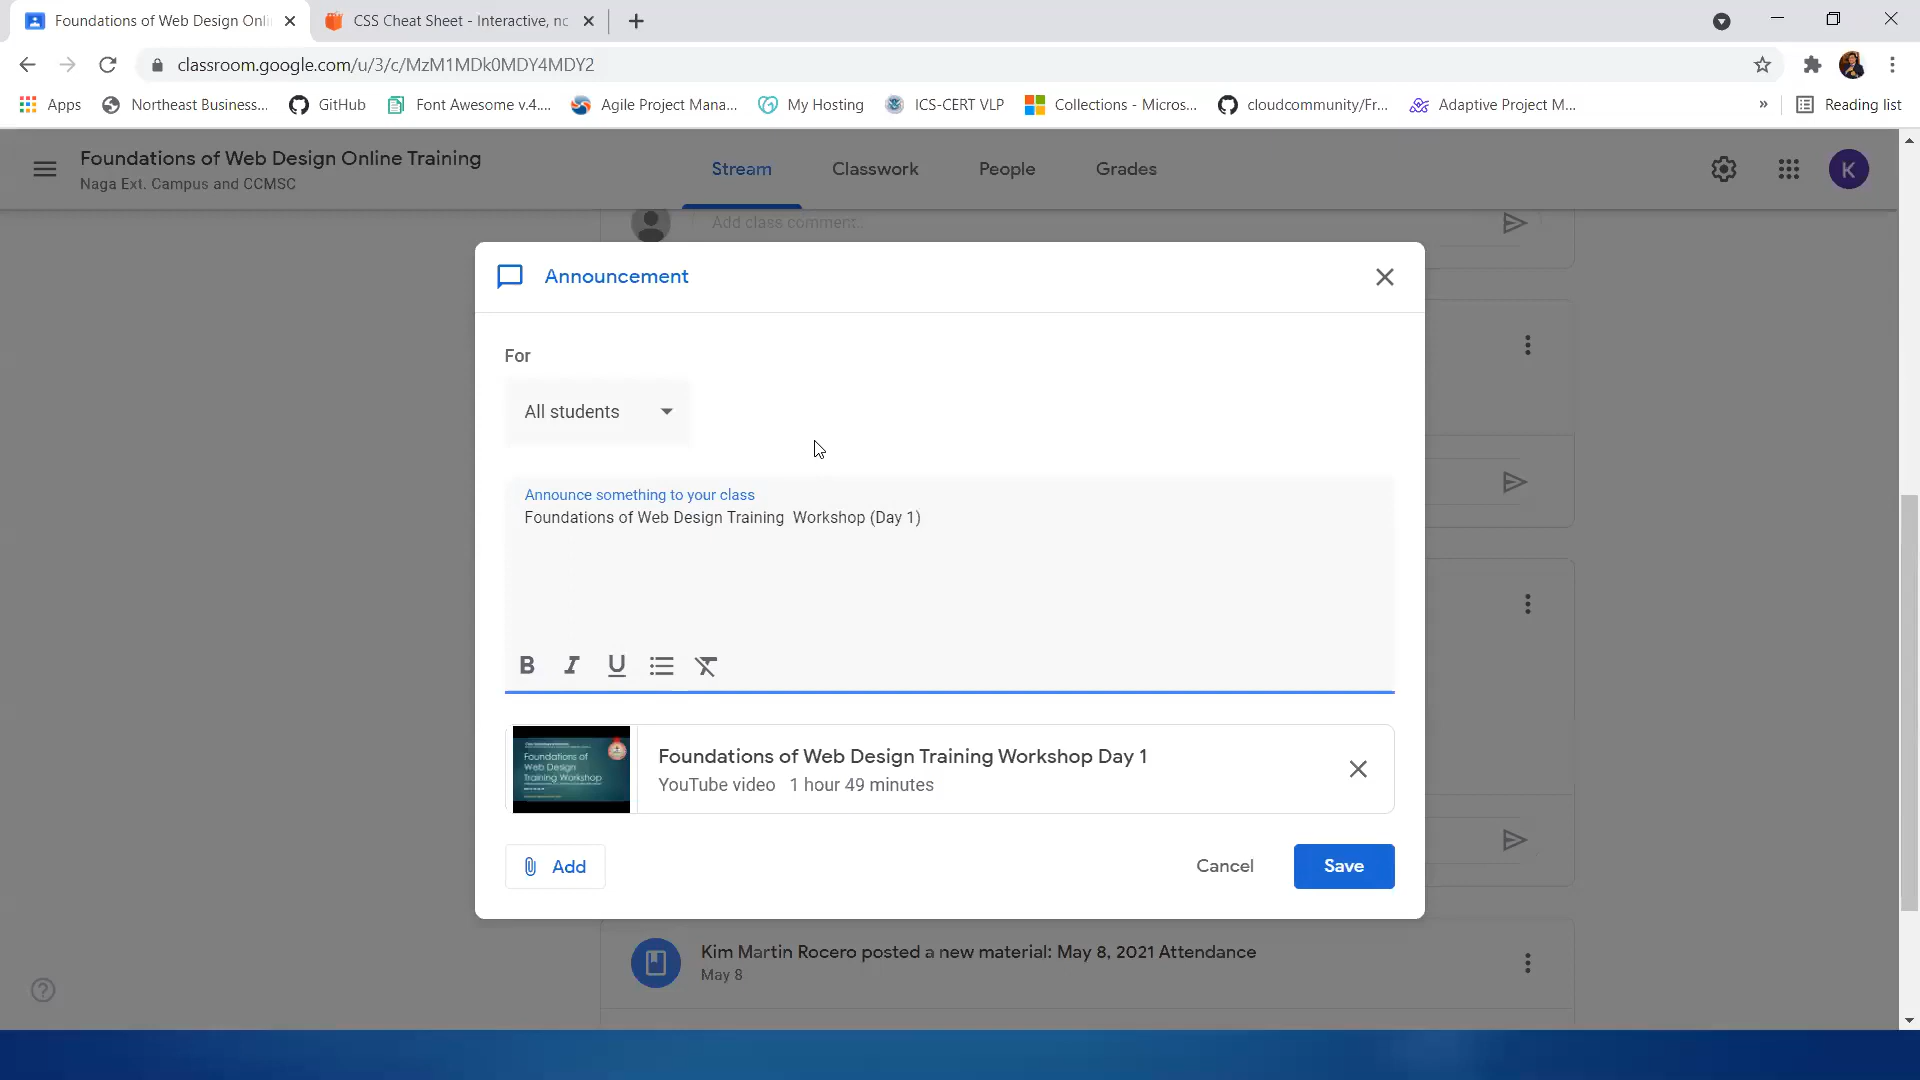 Foundations of Web Design Onli
CSS Cheat Sheet - Interactive, nc
classroom.google.com/u/3/c/MzM1MDk0MDY4MDY2
Apps
Northeast Business...
GitHub
Font Awesome v.4....
Agile Project Mana...
My Hosting
ICS-CERT VLP
Collections - Micros...
cloudcommunity/Fr...
Adaptive Project M...
»
Reading list
Foundations of Web Design Online Training
Naga Ext. Campus and CCMSC
Stream
Classwork
People
Grades
K
Add class comment..
Announcement
For
All students
Announce something to your class
Foundations of Web Design Training  Workshop (Day 1)
B I U
Foundations of
Web Design
Training Workshop
Foundations of Web Design Training Workshop Day 1
YouTube video 1 hour 49 minutes
Add
Cancel
Save
Kim Martin Rocero posted a new material: May 8, 2021 Attendance
May 8